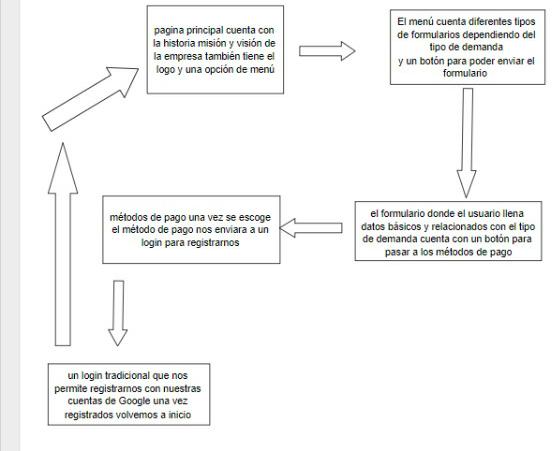 pagina principal cuenta con
la historia misión y visión de
la empresa también tiene el
logo y una opción de menú
El menú cuenta diferentes tipos
de formularios dependiendo del
tipo de demanda
y un botón para poder enviar el
formulario
el formulario donde el usuario llena
datos básicos y relacionados con el tipo
de demanda cuenta con un botón para
pasar a los métodos de pago
métodos de pago una vez se escoge
el método de pago nos enviara a un
login para registrarnos
un login tradicional que nos
permite registrarnos con nuestras
cuentas de Google una vez
registrados volvemos a inicio